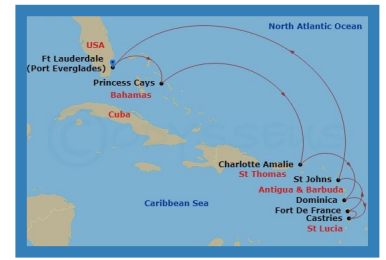 North Atlantic Ocean
USA
Ft Lauderdale
(Port Everglades)
Princess Cays
Bahamas
Cuba
Charlotte Amalie
St Thomas
St Johns
Antigua & Barbuda
Dominica
Caribbean Sea
Fort De France
Castries
St Lucia